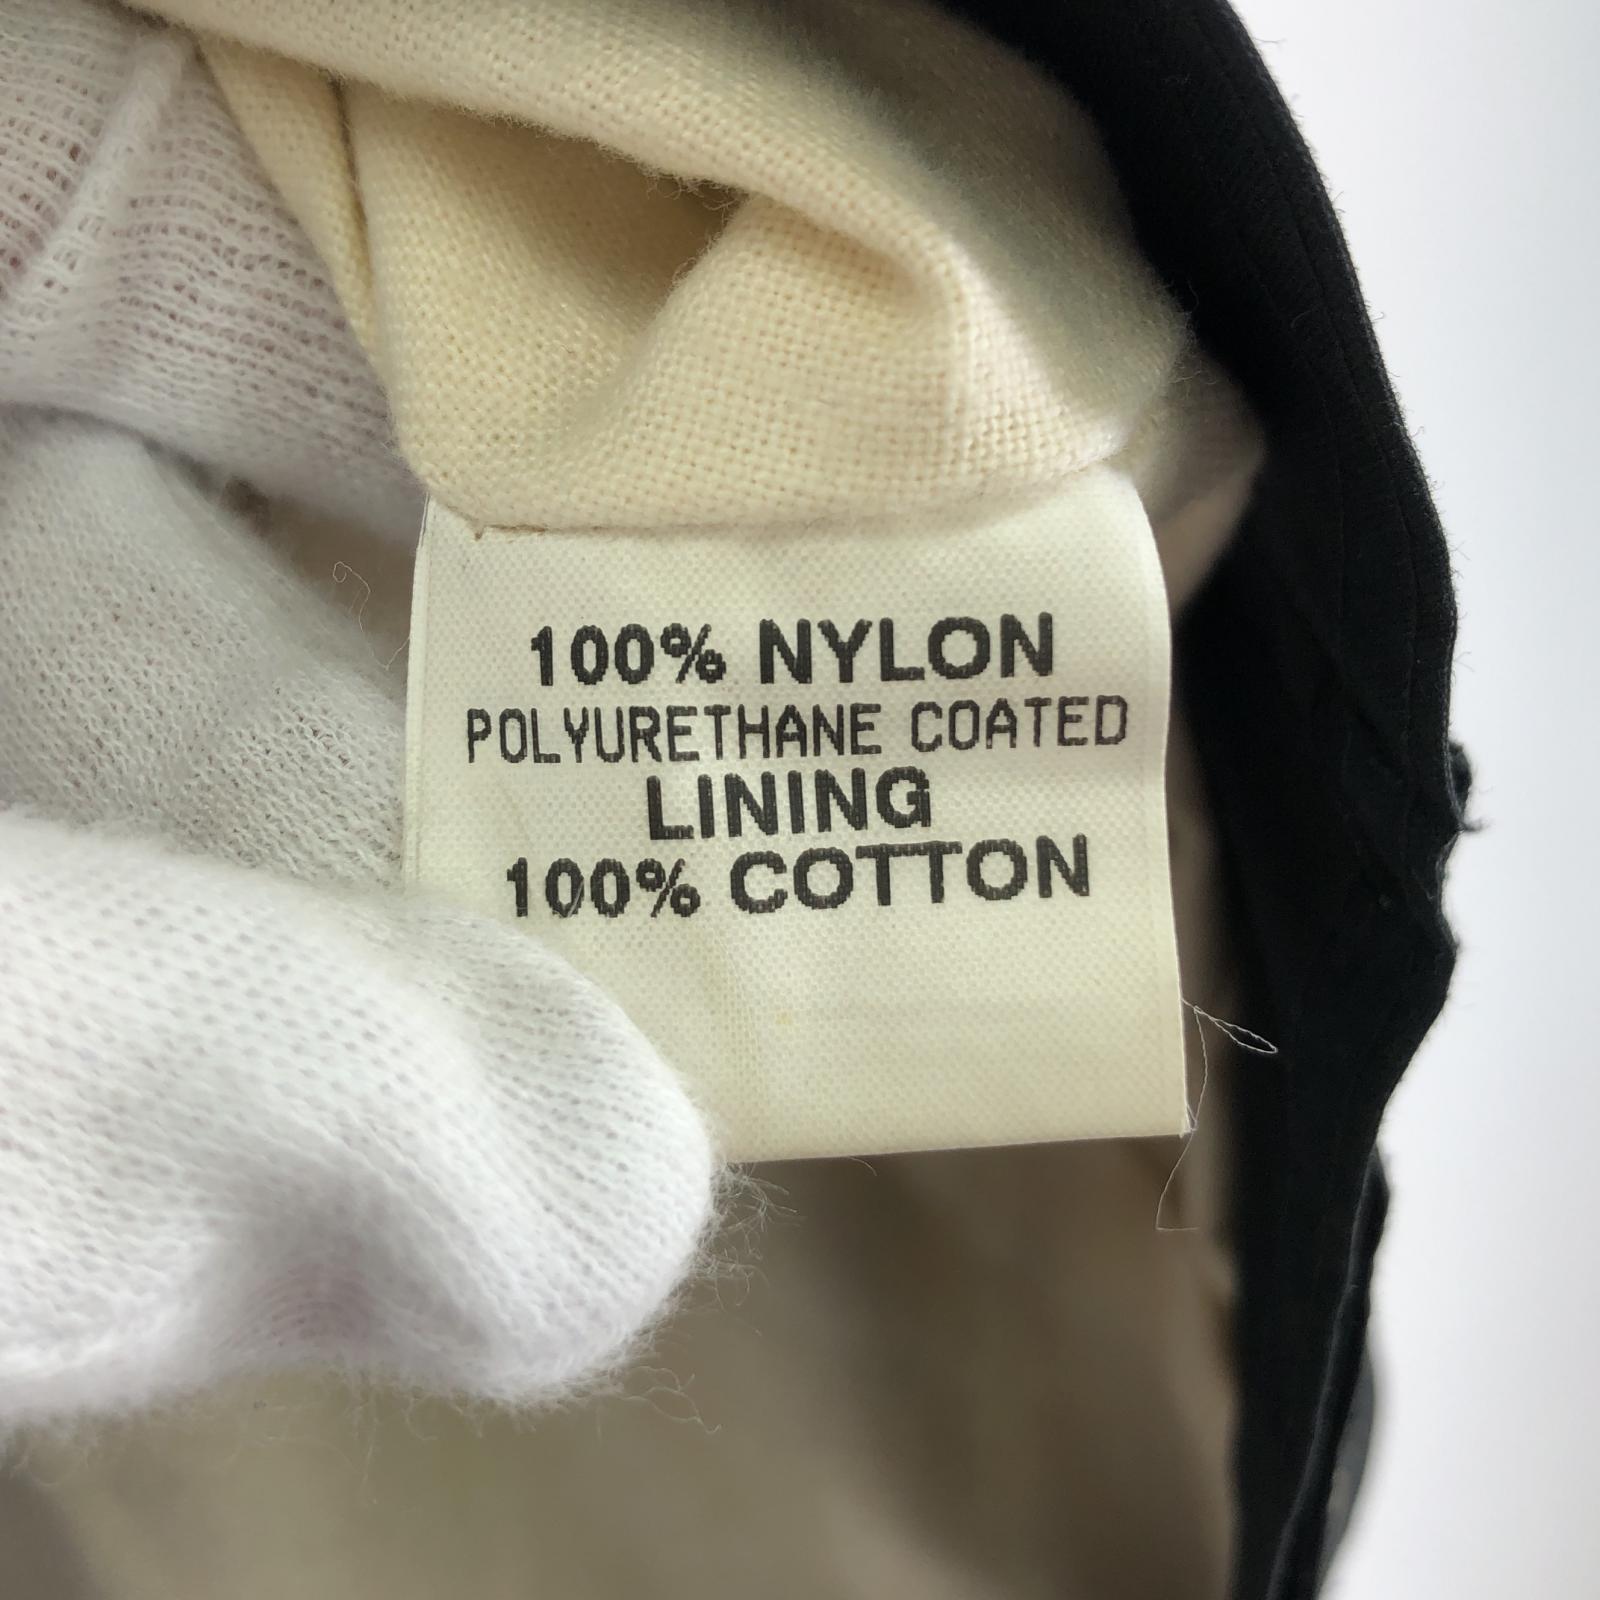 100% NYLON
POLYURETHANE COATED
LINING
100% COTTON